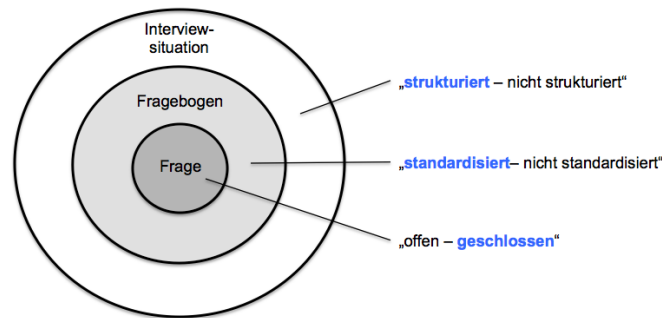 Interview-
situation
„strukturiert – nicht strukturiert“
Fragebogen
„standardisiert– nicht standardisiert“
Frage
„offen – geschlossen“